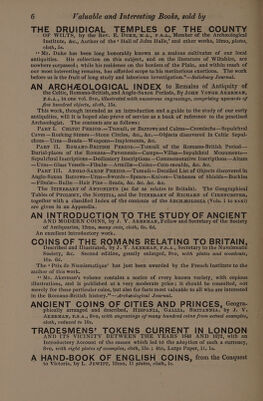 6 Valuable and Interesting Books, sold by
THE DRUIDICAL TEMPLES OF THE COUNTY
OF WILTS, by the Rev. E. DUKE, M.A., F.S.A., Member of the Archæological
Institute, &c., Author of the "Hall of John Halle," and other works, 12mo, plates,
cloth, 5s.
"Mr. Duke has been long honorably known as a zealous cultivator of our local
antiquities. His collection on this subject, and on the literature of Wiltshire, are
nowhere surpassed; while his residence on the borders of the Plain, and within reach of
our most interesting remains, has afforded scope to his meritorious exertions. The work
before us is the fruit of long study and laborious investigation."—Salisbury Journal.
AN ARCHÆOLOGICAL INDEX to Remains of Antiquity of
the Celtic, Romano-British, and Anglo-Saxon Periods, by JOHN YONGE AKERMAN,
F.S.A., in one vol. 8vo, illustrated with numerous engravings, comprising upwards of
five hundred objects, cloth, 15s.
This work, though intended as an introduction and a guide to the study of our early
antiquities, will it is hoped also prove of service as a book of reference to the practised
Archæologist. The contents are as follows:
PART I. CELTIC PERIOD.—Tumuli, or Barrows and Cairns—Cromlechs—Sepulchral
Caves—Rocking Stones—Stone Circles, &c. &c.—Objects discovered in Celtic Sepulchres—Urns—Beads—Weapons—Implements, &c.
PART II. ROMANO-BRITISH PERIOD.—Tumuli of the Romano-British Period—
Burial-places of the Romans—Pavements—Camps—Villas—Sepulchral Monuments—
Sepulchral Inscriptions—Dedicatory Inscriptions—Commemorative Inscriptions—Altars
—Urns—Glass Vessels—Fibulæ—Armillæ—Coins—Coin-moulds, &c. &c.
PART III. ANGLO-SAXON PERIOD.—Tumuli—Detailed List of Objects discovered in
Anglo-Saxon Barrows—Urns—Swords—Spears—Knives—Umbones of Shields—Buckles
—Fibulæ—Bullæ—Hair Pins—Beads, &c. &c. &c. &c.
The ITINERARY OF ANTONINUS (as far as relates to Britain). The Geographical
Tables of PTOLEMY, the NOTITIA, and the ITINERARY OF RICHARD OF CIRENCESTER,
together with a classified Index of the contents of the ARCHÆOLOGIA (Vols. i to xxxi)
are given in an Appendix.
AN INTRODUCTION TO THE STUDY OF ANCIENT
AND MODERN COINS, by J. Y. AKERMAN, Fellow and Secretary of the Society
of Antiquaries,
An excellent introductory work.
COINS OF THE ROMANS RELATING TO BRITAIN,
Described and Illustrated, by J. Y. AKERMAN, F.S.A., Secretary to the Numismatic
Society, &c. Second edition, greatly enlarged, 8vo, with plates and woodcuts,
The "Prix de Numismatique" has just been awarded by the French Institute to the
author of this work.
"Mr. Akerman's volume contains a notice of every known variety, with copious
illustrations, and is published at a very moderate price; it should be consulted, not
merely for these particular coins, but also for facts most valuable to all who are interested
in the Romano-British history."—Archæological Journal.
ANCIENT COINS OF CITIES AND PRINCES, Geographically arranged and described, HISPANIA, GALLIA, BRITANNIA, by J. Y.
AKERMAN, F.S.A., 8vo, with engravings of many hundred coins from actual examples,
cloth,
TRADESMENS' TOKENS CURRENT IN LONDON
AND ITS VICINITY BETWEEN THE YEARS 1648 AND 1672, with an
Introductory Account of the causes which led to the adoption of such a currency,
8vo, with eight plates of examples, cloth, 15s;
A HAND-BOOK OF ENGLISH COINS, from the Conquest
to Victoria, by L. JEWITT, 12mo, 11 plates, cloth, 1s.